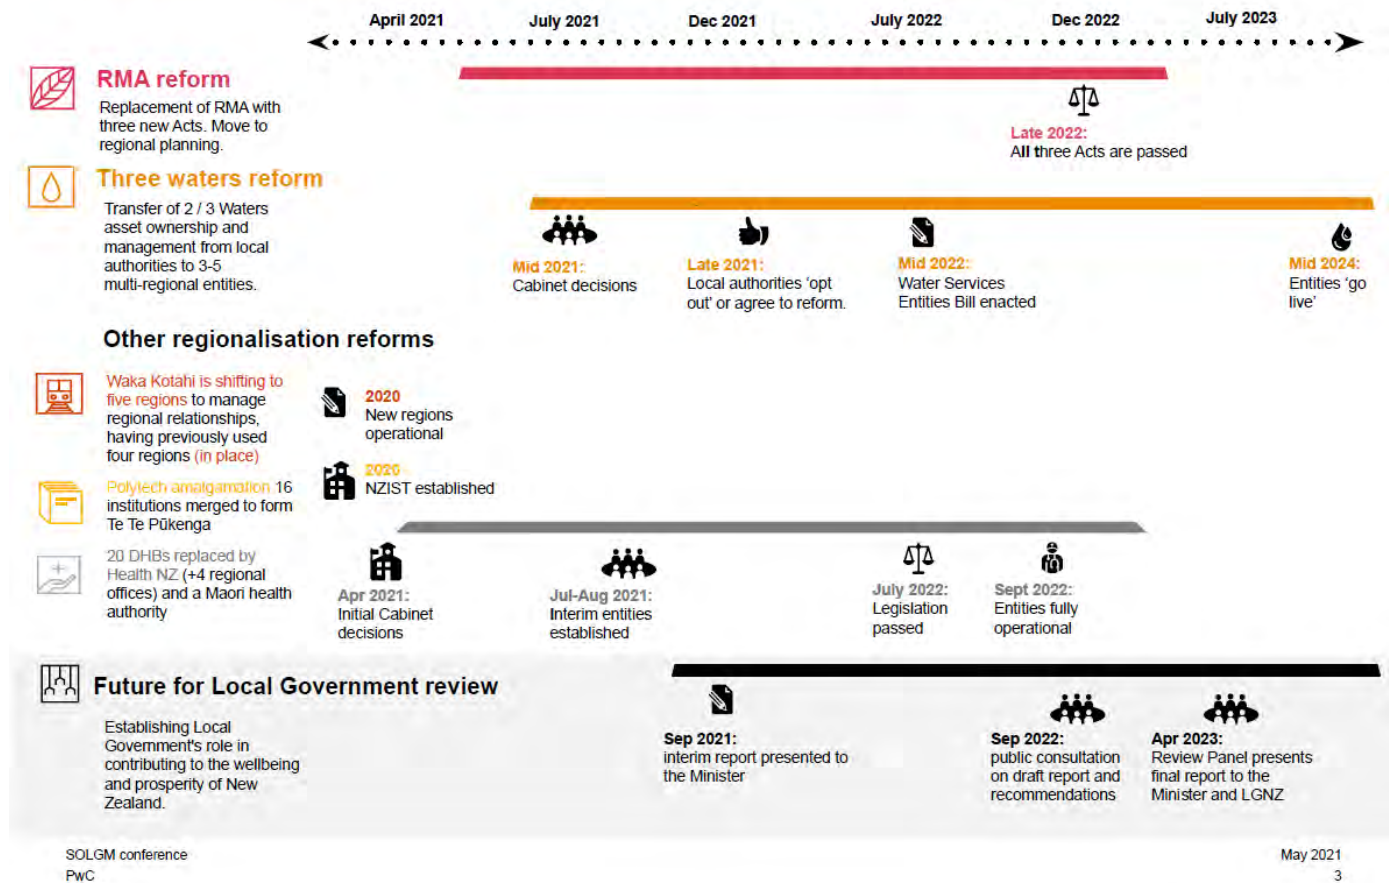 April 2021 July 2021 Dec 2021 July 2022 Dec 2022 July 2023
RMA reform
Replacement of RMA with
three new Acts. Move to
regional planning.
Late 2022:
All three Acts are passed
Three waters reform
Transfer of 2 / 3 Waters
asset ownership and
management from local
authorities to 3-5
multi-regional entities.
Mid 2021:
Cabinet decisions
Late 2021:
Local authorities ‘opt
out’ or agree to reform.
Mid 2022:
Water Services
Entities Bill enacted
Mid 2024:
Entities ‘go
live’
Other regionalisation reforms
Waka Kotahi is shifting to
five regions to manage
regional relationships,
having previously used
four regions (in place)
2020
New regions
operational
Polytech amalgamation 16
institutions merged to form
Te Te Pūkenga
2020
NZIST established
20 DHBs replaced by
Health NZ (+4 regional
offices) and a Maori health
authority
Apr 2021:
Initial Cabinet
decisions
Jul-Aug 2021:
Interim entities
established
July 2022:
Legislation
passed
Sept 2022:
Entities fully
operational
Future for Local Government review
Establishing Local
Government's role in
contributing to the wellbeing
and prosperity of New
Zealand.
Sep 2021:
interim report presented to
the Minister
Sep 2022:
public consultation
on draft report and
recommendations
Apr 2023:
Review Panel presents
final report to the
Minister and LGNZ
SOLGM conference
PwC
May 2021
3